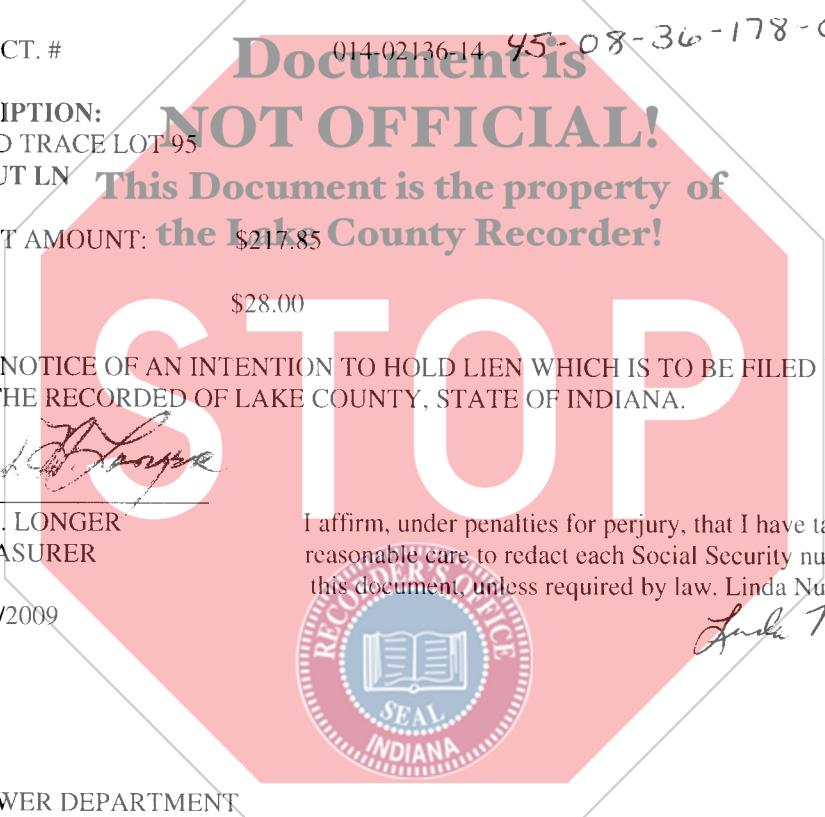 CT. # 014-02136-14 45-08-36-178-0
Document is
NOT OFFICIAL!
This Document is the property of
the Lake County Recorder!
IPTION:
D TRACE LOT 95
UT LN
T AMOUNT: $217.85
$28.00
STOP
NOTICE OF AN INTENTION TO HOLD LIEN WHICH IS TO BE FILED
THE RECORDED OF LAKE COUNTY, STATE OF INDIANA.
. LONGER
ASURER
/2009
I affirm, under penalties for perjury, that I have ta
reasonable care to redact each Social Security nu
this document, unless required by law. Linda Nu
Linda
RECORDER'S OFFICE
SEAL
INDIANA
WER DEPARTMENT